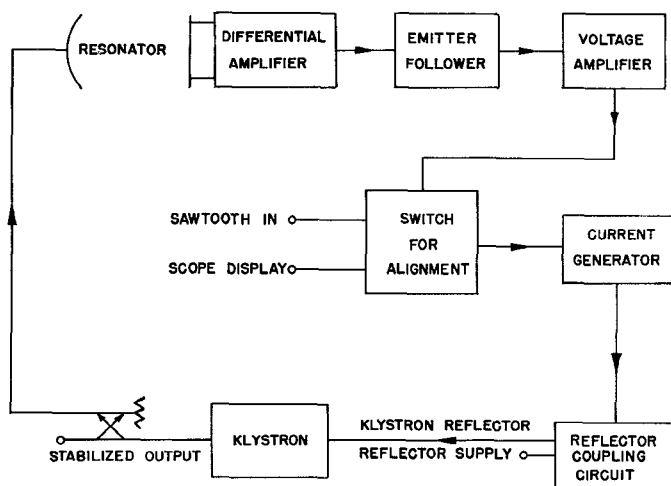 RESONATOR
DIFFERENTIAL
AMPLIFIER
EMITTER
FOLLOWER
VOLTAGE
AMPLIFIER
SAWTOOTH IN
SCOPE DISPLAY
SWITCH
FOR
ALIGNMENT
CURRENT
GENERATOR
STABILIZED OUTPUT
KLYSTRON
KLYSTRON REFLECTOR
REFLECTOR SUPPLY
REFLECTOR
COUPLING
CIRCUIT